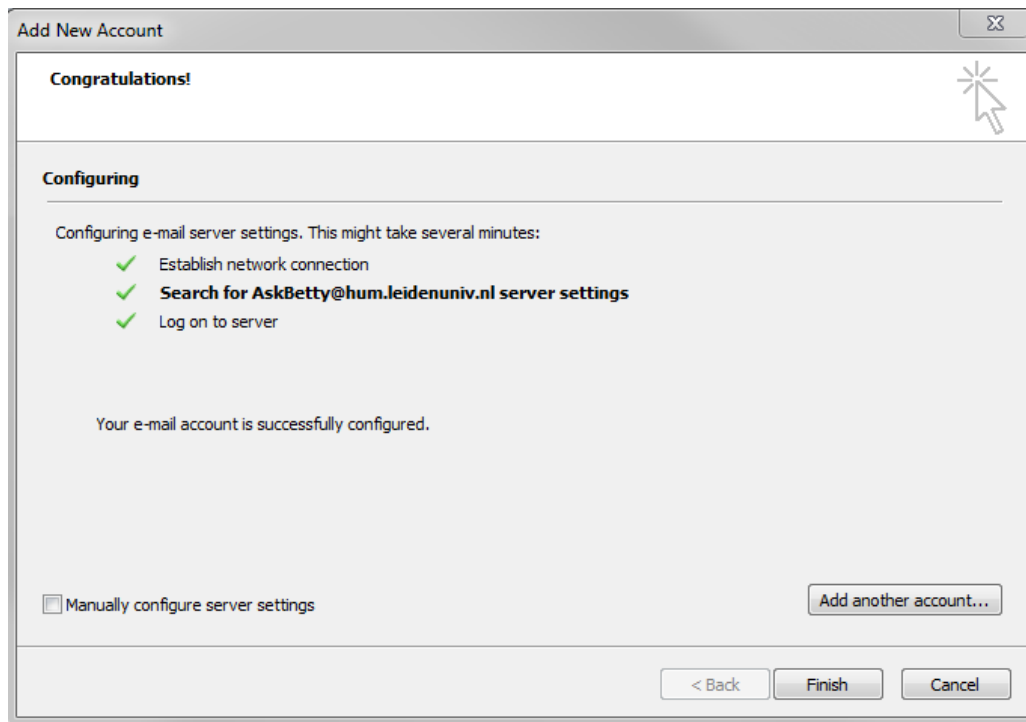 Add New Account
Congratulations!
Configuring
Configuring e-mail server settings. This might take several minutes:
Establish network connection
Search for AskBetty@hum.leidenuniv.nl server settings
Log on to server
Your e-mail account is successfully configured.
Manually configure server settings
Add another account...
< Back
Finish
Cancel